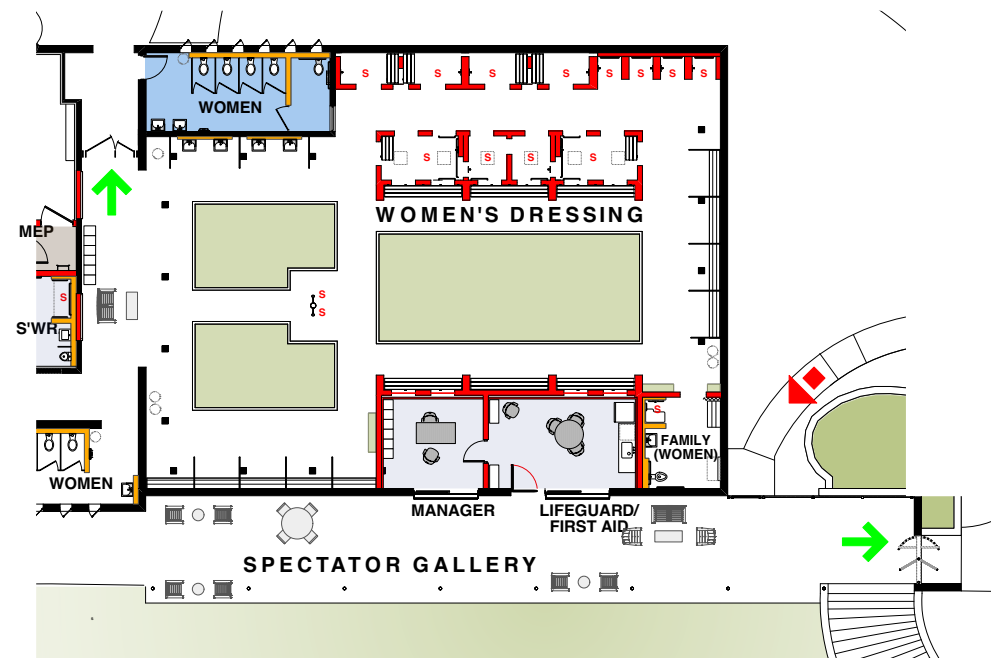 S
S
S
S
S
S
S
S
WOMEN
S
S
S
S
WOMEN'S DRESSING
MEP
S
S
S
S'WR
S
FAMILY
(WOMEN)
WOMEN
MANAGER
LIFEGUARD/
FIRST AID
SPECTATOR GALLERY